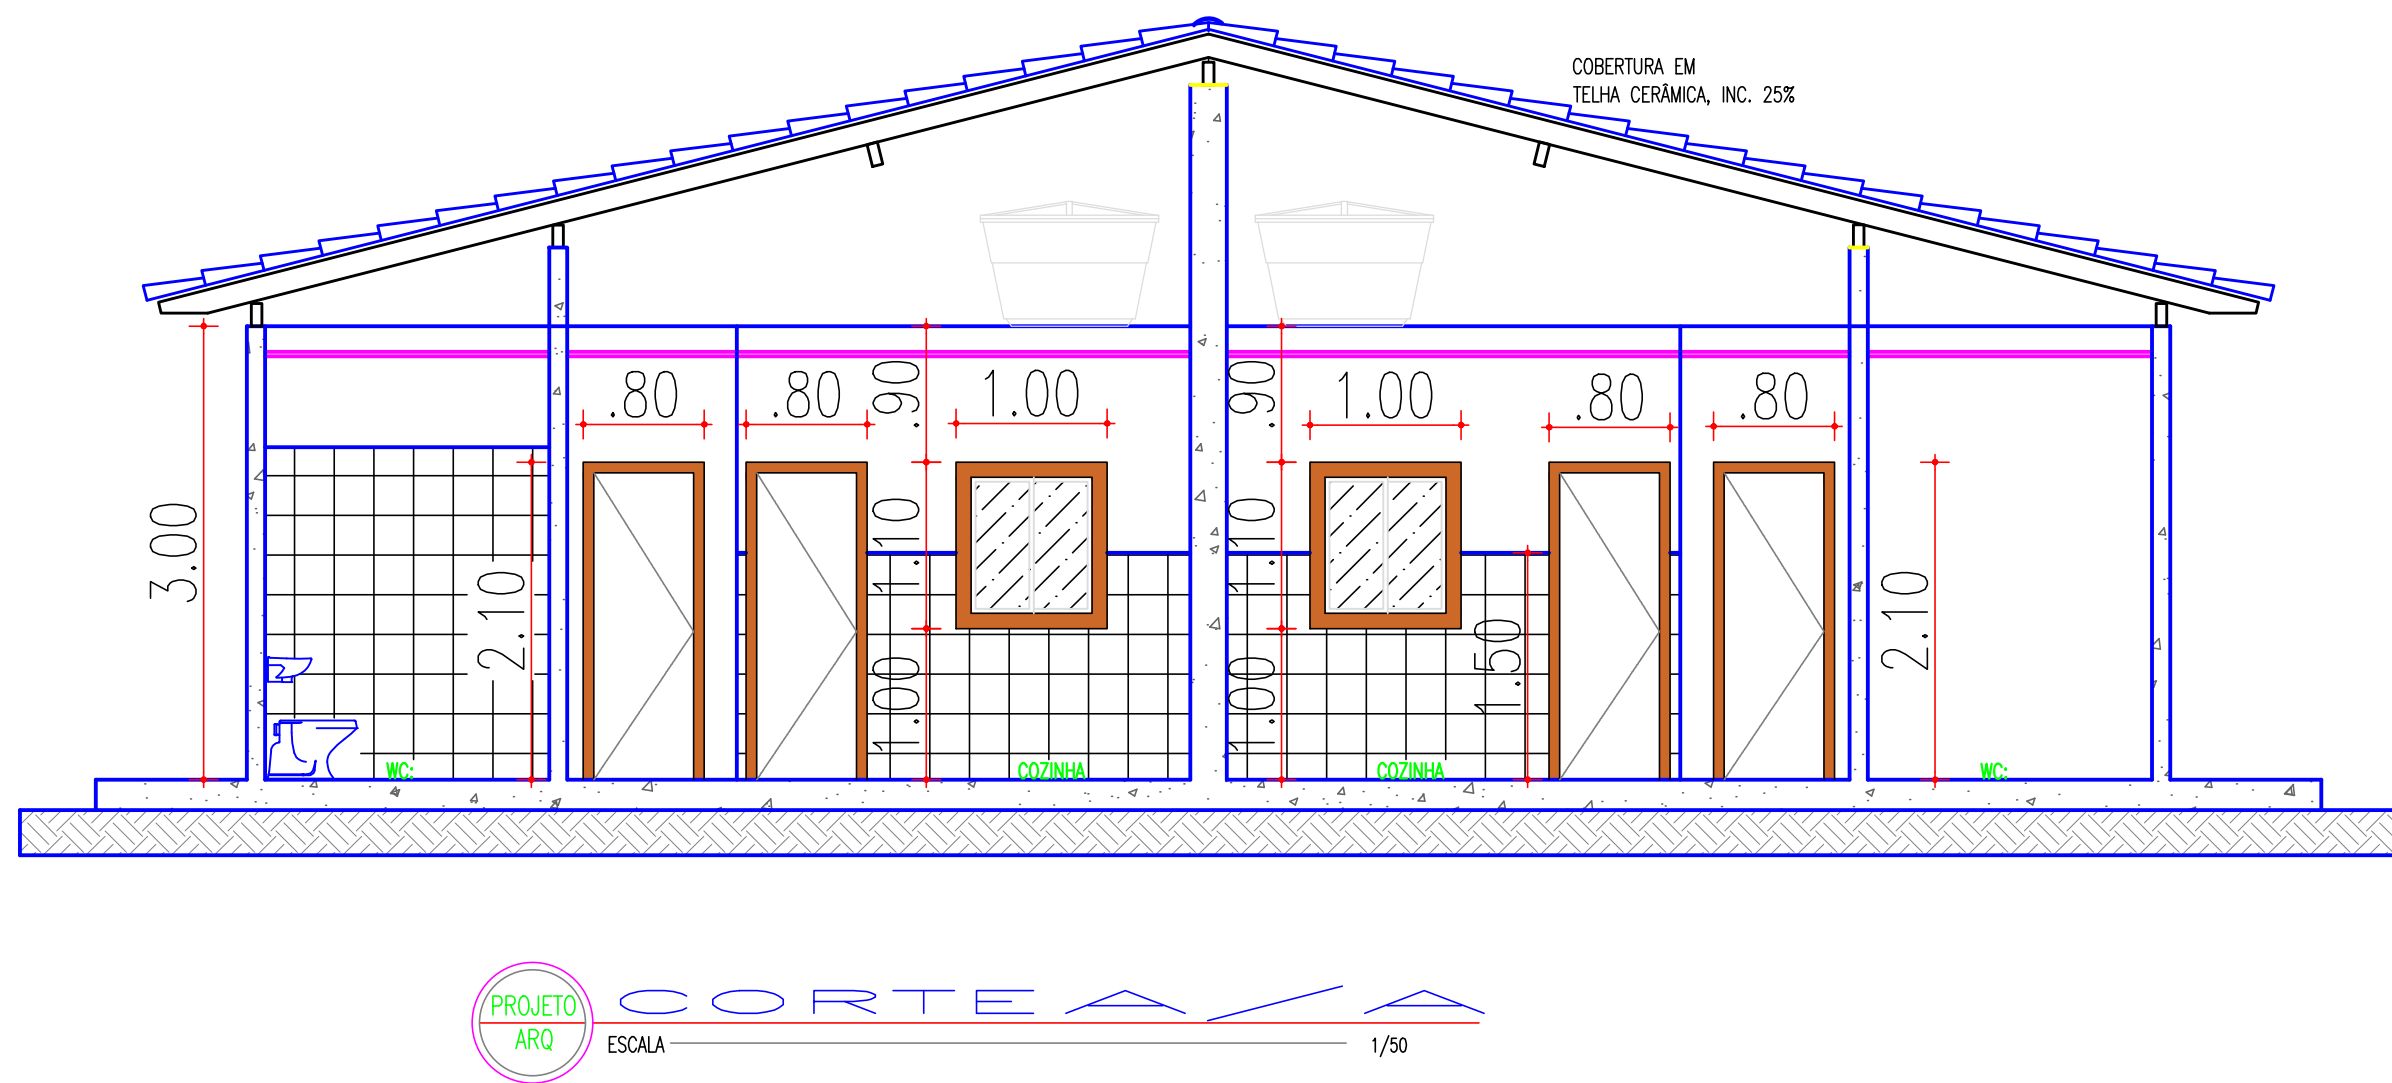 COBERTURA EM
TELHA CERÂMICA, INC. 25%
.80
.80
.90
1.00
.90
1.00
.80
.80
3.00
2.10
1.10
1.00
1.10
1.00
1.50
2.10
WC:
COZINHA
COZINHA
WC:
PROJETO
ARQ
CORTE A/A
ESCALA 1/50